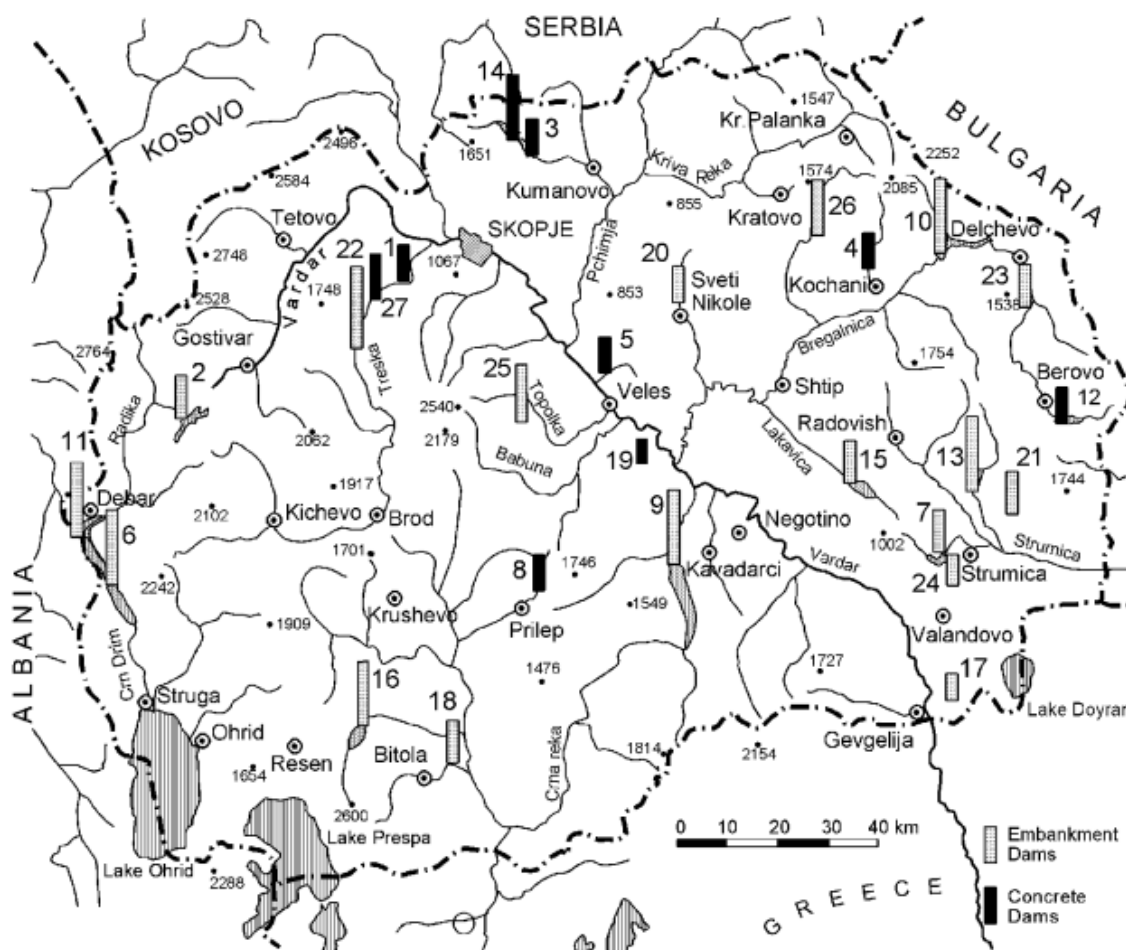 SERBIA
KOSOVO
BULGARIA
ALBANIA
GREECE
14
3
1651
Kumanovo
1547
Kr. Palanka
Kriva Reka
2252
1574
2085
855
Kratovo
26
4
10
Delchevo
23
1538
Kochani
2496
2584
Tetovo
2748
Vardar
22
1
27
SKOPJE
1067
1748
2528
Gostivar
Pchimja
20
Sveti
Nikole
853
5
Bregalnica
1754
2764
2
Radika
Treska
25
Topolka
2540
2179
Veles
Shtip
Berovo
12
2062
Babuna
19
Lakavica
Radovish
15
13
21
1744
11
Debar
6
1917
2102
Kichevo
Brod
9
Negotino
7
1002
Strumica
24
Strumica
1701
8
1746
Kavadarci
Vardar
2242
Krushevo
Prilep
1549
Valandovo
1909
Crn Drim
1476
1727
17
16
18
Struga
Lake Doyran
Ohrid
Resen
Bitola
Crna reka
1814
2154
Gevgelija
1654
2600
Lake Prespa
Lake Ohrid
2288
0 10 20 30 40 km
Embankment
Dams
Concrete
Dams